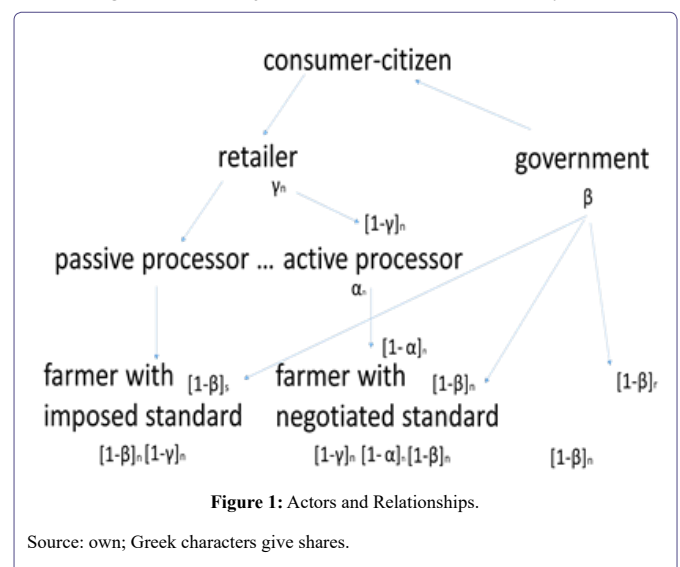 consumer-citizen
retailer government
γₙ β
[1-γ]ₙ
passive processor ... active processor
αₙ
[1-α]ₙ
farmer with [1-β]ₛ farmer with [1-β]ₙ [1-β]ᵣ
imposed standard negotiated standard
[1-β]ₙ[1-γ]ₙ [1-γ]ₙ [1-α]ₙ[1-β]ₙ [1-β]ₙ
Figure 1: Actors and Relationships.
Source: own; Greek characters give shares.